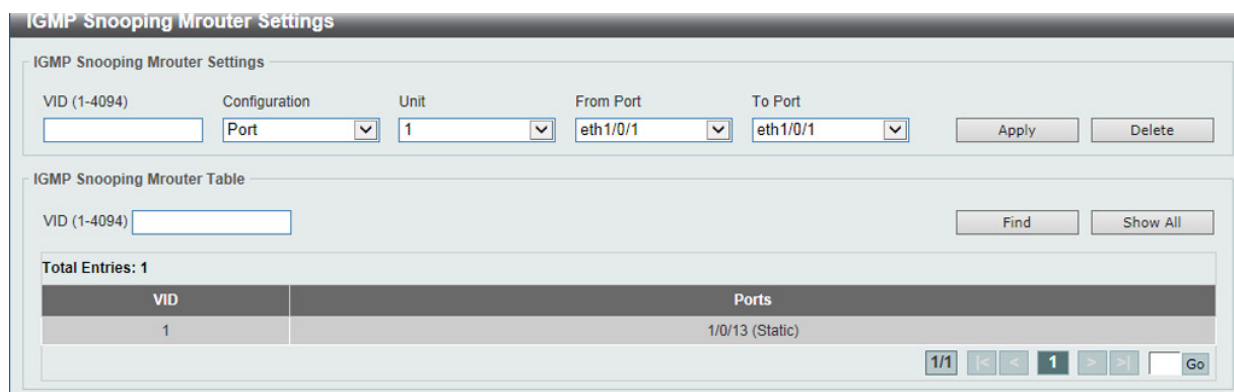 IGMP Snooping Mrouter Settings
IGMP Snooping Mrouter Settings
VID (1-4094) Configuration Unit From Port To Port
Port 1 eth1/0/1 eth1/0/1 Apply Delete
IGMP Snooping Mrouter Table
VID (1-4094) Find Show All
Total Entries: 1
VID Ports
1 1/0/13 (Static)
1/1 |< < 1 > >| Go